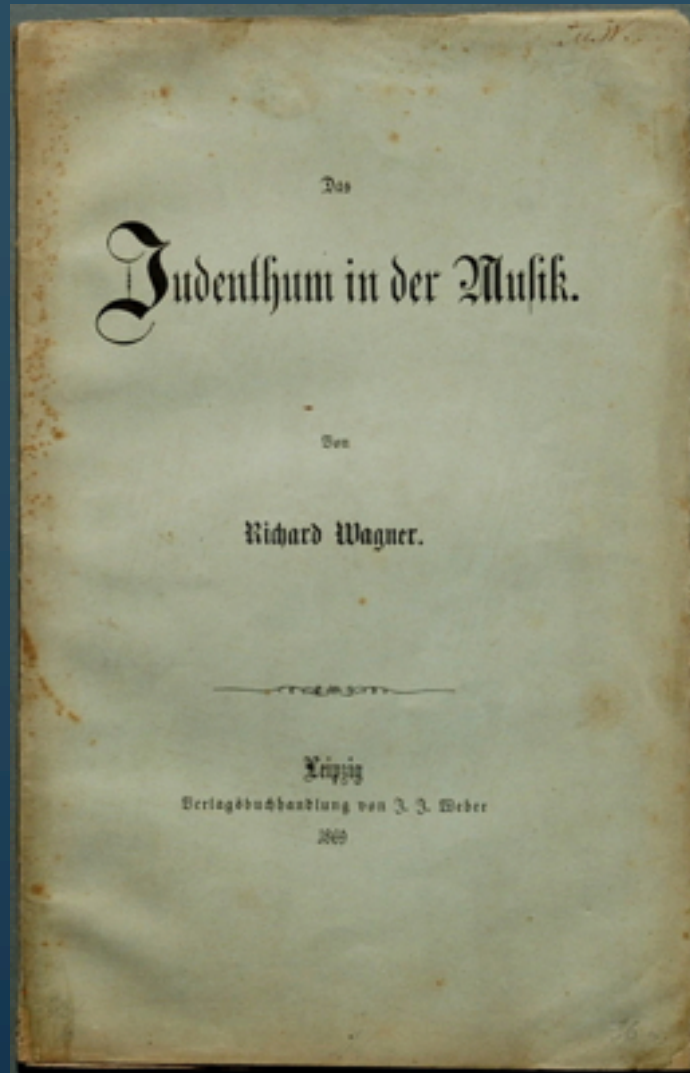 Das
Judenthum in der Musik.
Von
Richard Wagner.
Leipzig
Verlagsbuchhandlung von J. J. Weber
1869